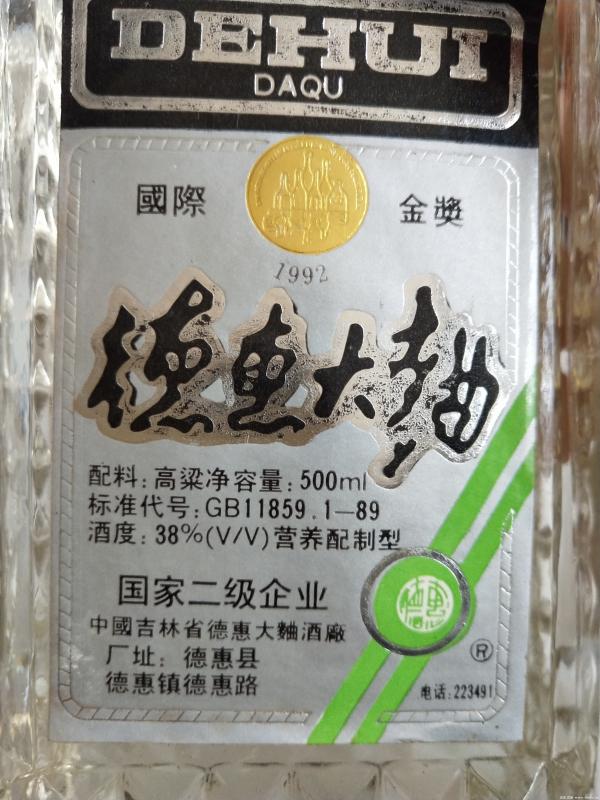 DEHUI
DAQU
國際 金獎
1992
德惠大麯
配料:高粱净容量:500ml
标准代号:GB11859.1—89
酒度:38%(V/V)营养配制型
国家二级企业
中國吉林省德惠大麯酒廠
厂址:德惠县
德惠镇德惠路
德惠
®
电话:223491